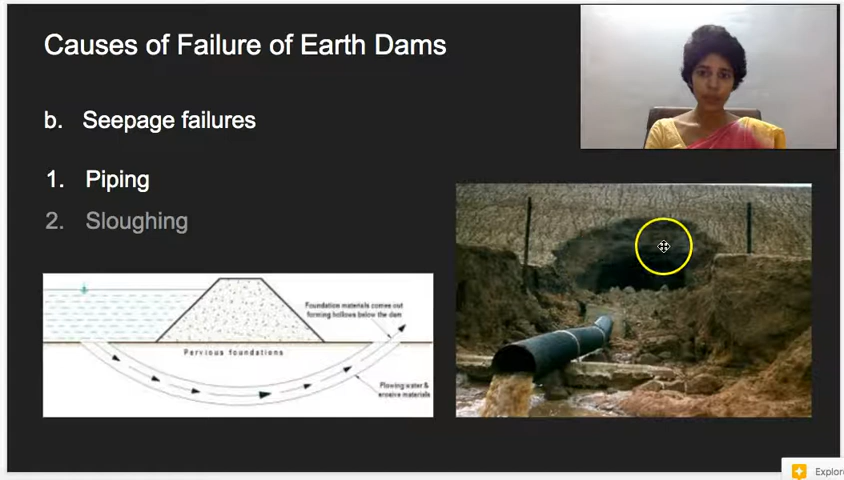 Causes of Failure of Earth Dams
b. Seepage failures
1. Piping
2. Sloughing
Foundation materials comes out
forming hollows below the dam
Pervious foundations
Flowing water &
erosive materials
Explor